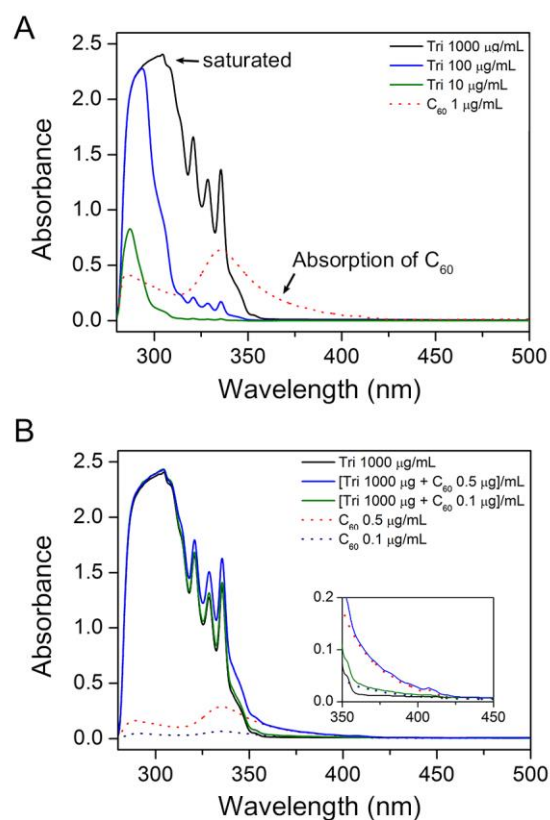 A
2.5
2.0
1.5
1.0
0.5
0.0
Absorbance
saturated
Tri 1000 μg/mL
Tri 100 μg/mL
Tri 10 μg/mL
C60 1 μg/mL
Absorption of C60
300 350 400 450 500
Wavelength (nm)
B
2.5
2.0
1.5
1.0
0.5
0.0
Absorbance
Tri 1000 μg/mL
[Tri 1000 μg + C60 0.5 μg]/mL
[Tri 1000 μg + C60 0.1 μg]/mL
C60 0.5 μg/mL
C60 0.1 μg/mL
0.2
0.1
0.0
350 400 450
300 350 400 450 500
Wavelength (nm)